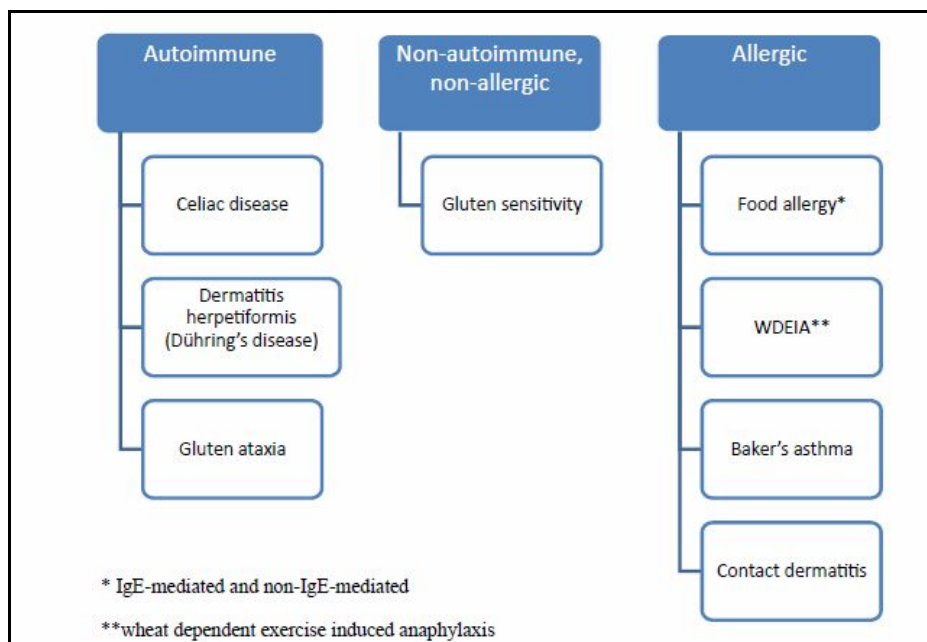 Autoimmune
Celiac disease
Dermatitis
herpetiformis
(Dühring’s disease)
Gluten ataxia
Non-autoimmune,
non-allergic
Gluten sensitivity
Allergic
Food allergy*
WDEIA**
Baker’s asthma
Contact dermatitis
* IgE-mediated and non-IgE-mediated
**wheat dependent exercise induced anaphylaxis